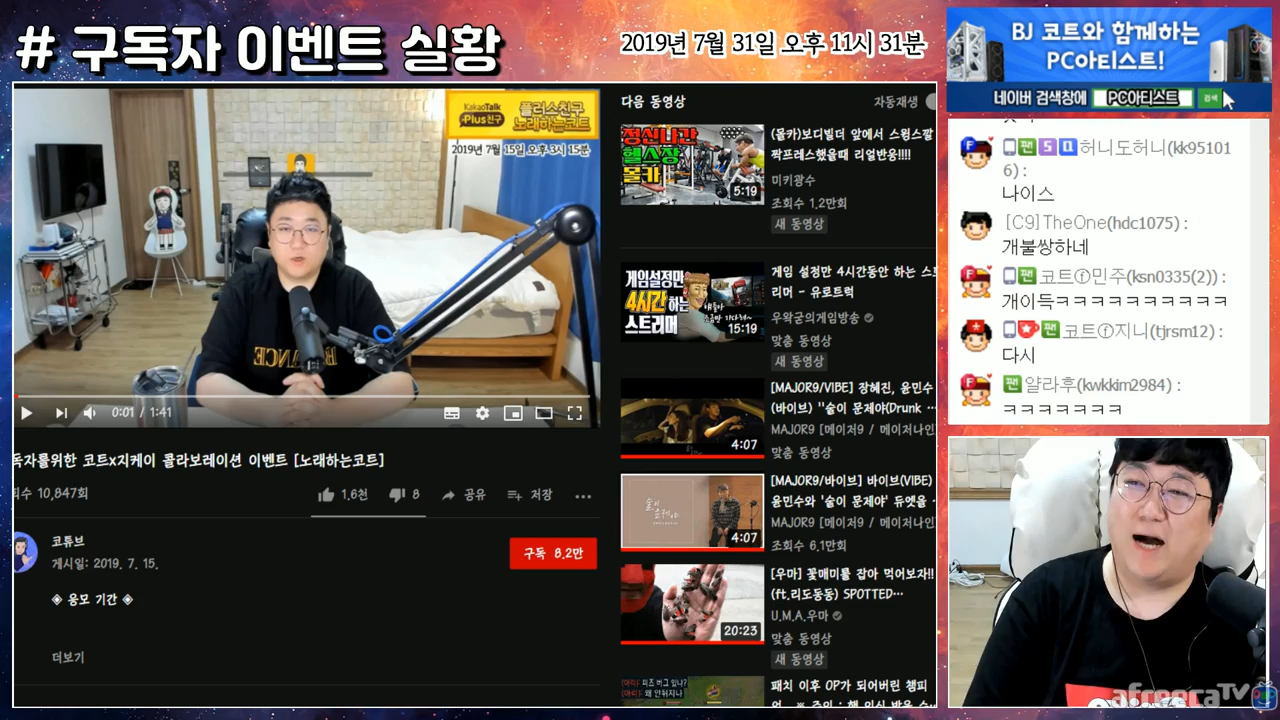 # 구독자 이벤트 실황
2019년 7월 31일 오후 11시 31분
BJ 코트와 함께하는
PC아티스트!
네이버 검색창에 PC아티스트 검색
KakaoTalk
Plus친구
플러스친구
노래하는코트
2019년 7월 15일 오후 3시 15분
0:01 / 1:41
독자를위한 코트x지케이 콜라보레이션 이벤트 [노래하는코트]
회수 10,847회
1.6천 8 공유 저장
코튜브
게시일: 2019. 7. 15.
구독 8.2만
◈ 응모 기간 ◈
더보기
다음 동영상 자동재생
정신나간
헬스장
몰카
5:19
(몰카)보디빌더 앞에서 스윙스깔
짝프레스했을때 리얼반응!!!!
미키광수
조회수 1.2만회
새 동영상
게임설정만
4시간 하는
스트리머
15:19
게임 설정만 4시간동안 하는 스트
리머 - 유로트럭
우왁굳의게임방송
맞춤 동영상
새 동영상
4:07
[MAJOR9/VIBE] 장혜진, 윤민수
(바이브) "술이 문제야(Drunk ...
MAJOR9 [메이저9 / 메이저나인]
맞춤 동영상
술이
문제야
4:07
[MAJOR9/바이브] 바이브(VIBE)
윤민수와 '술이 문제야' 듀엣을
MAJOR9 [메이저9 / 메이저나인]
조회수 6.1만회
20:23
[우마] 꽃매미를 잡아 먹어보자!!
(ft.리도동동) SPOTTED...
U.M.A.우마
맞춤 동영상
새 동영상
패치 이후 OP가 되어버린 챔피
팬 허니도허니(kk95101
6) :
나이스
[C9]TheOne(hdc1075) :
개불쌍하네
팬 코트ⓕ민주(ksn0335(2)) :
개이득ㅋㅋㅋㅋㅋㅋㅋㅋㅋㅋ
팬 코트ⓕ지니(tjrsm12) :
다시
팬 얄라후(kwkkim2984) :
ㅋㅋㅋㅋㅋㅋㅋ
afreecaTV